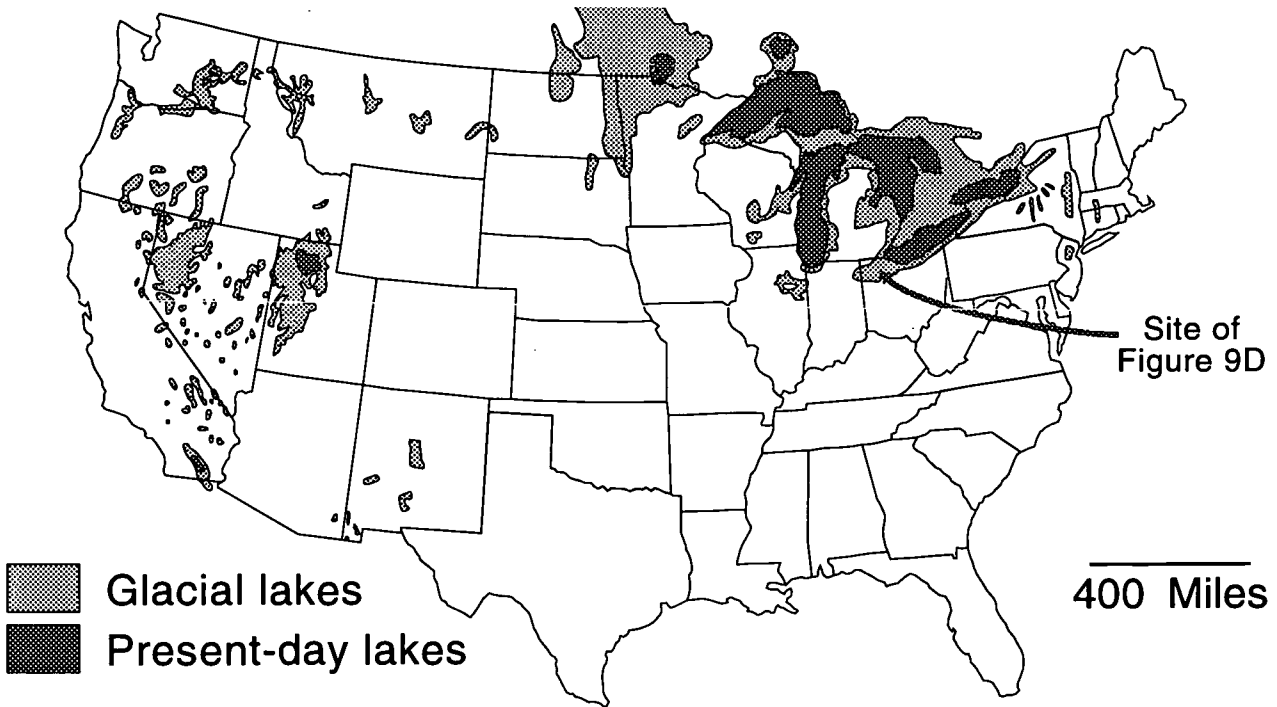 Site of
Figure 9D
Glacial lakes
Present-day lakes
400 Miles